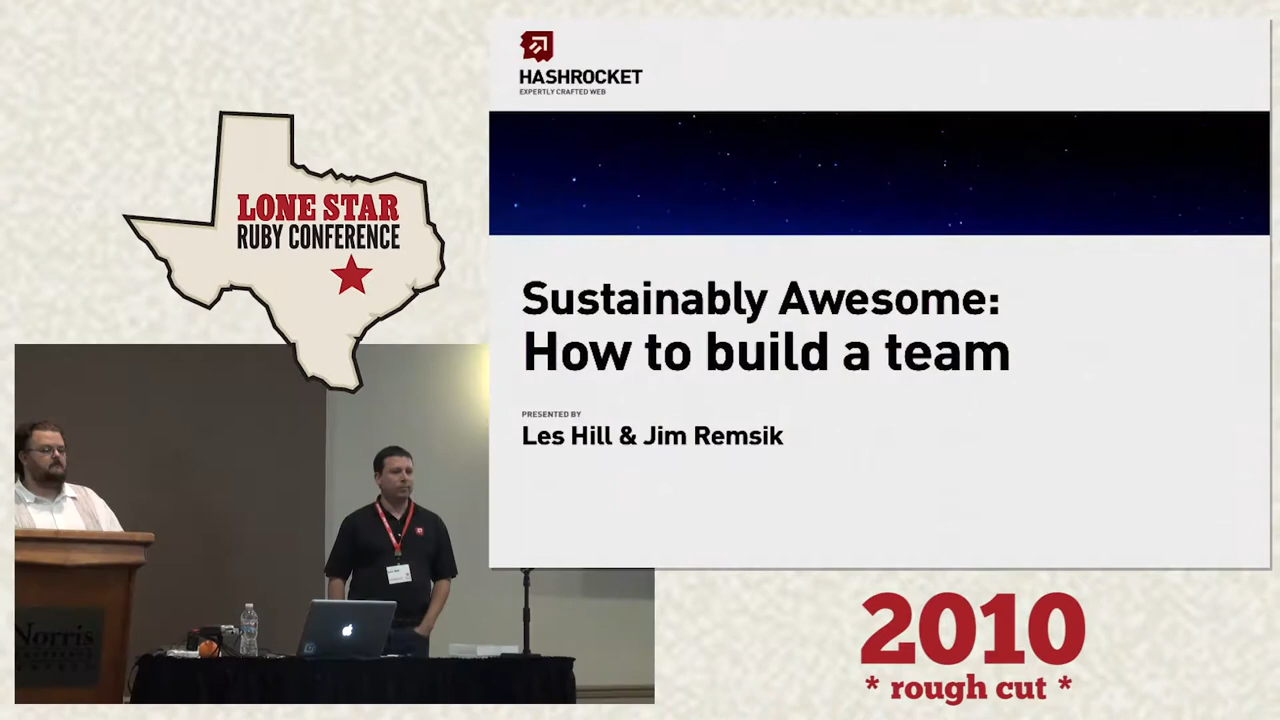 HASHROCKET
EXPERTLY CRAFTED WEB
LONE STAR
RUBY CONFERENCE
Sustainably Awesome:
How to build a team
PRESENTED BY
Les Hill & Jim Remsik
Norris
2010
* rough cut *